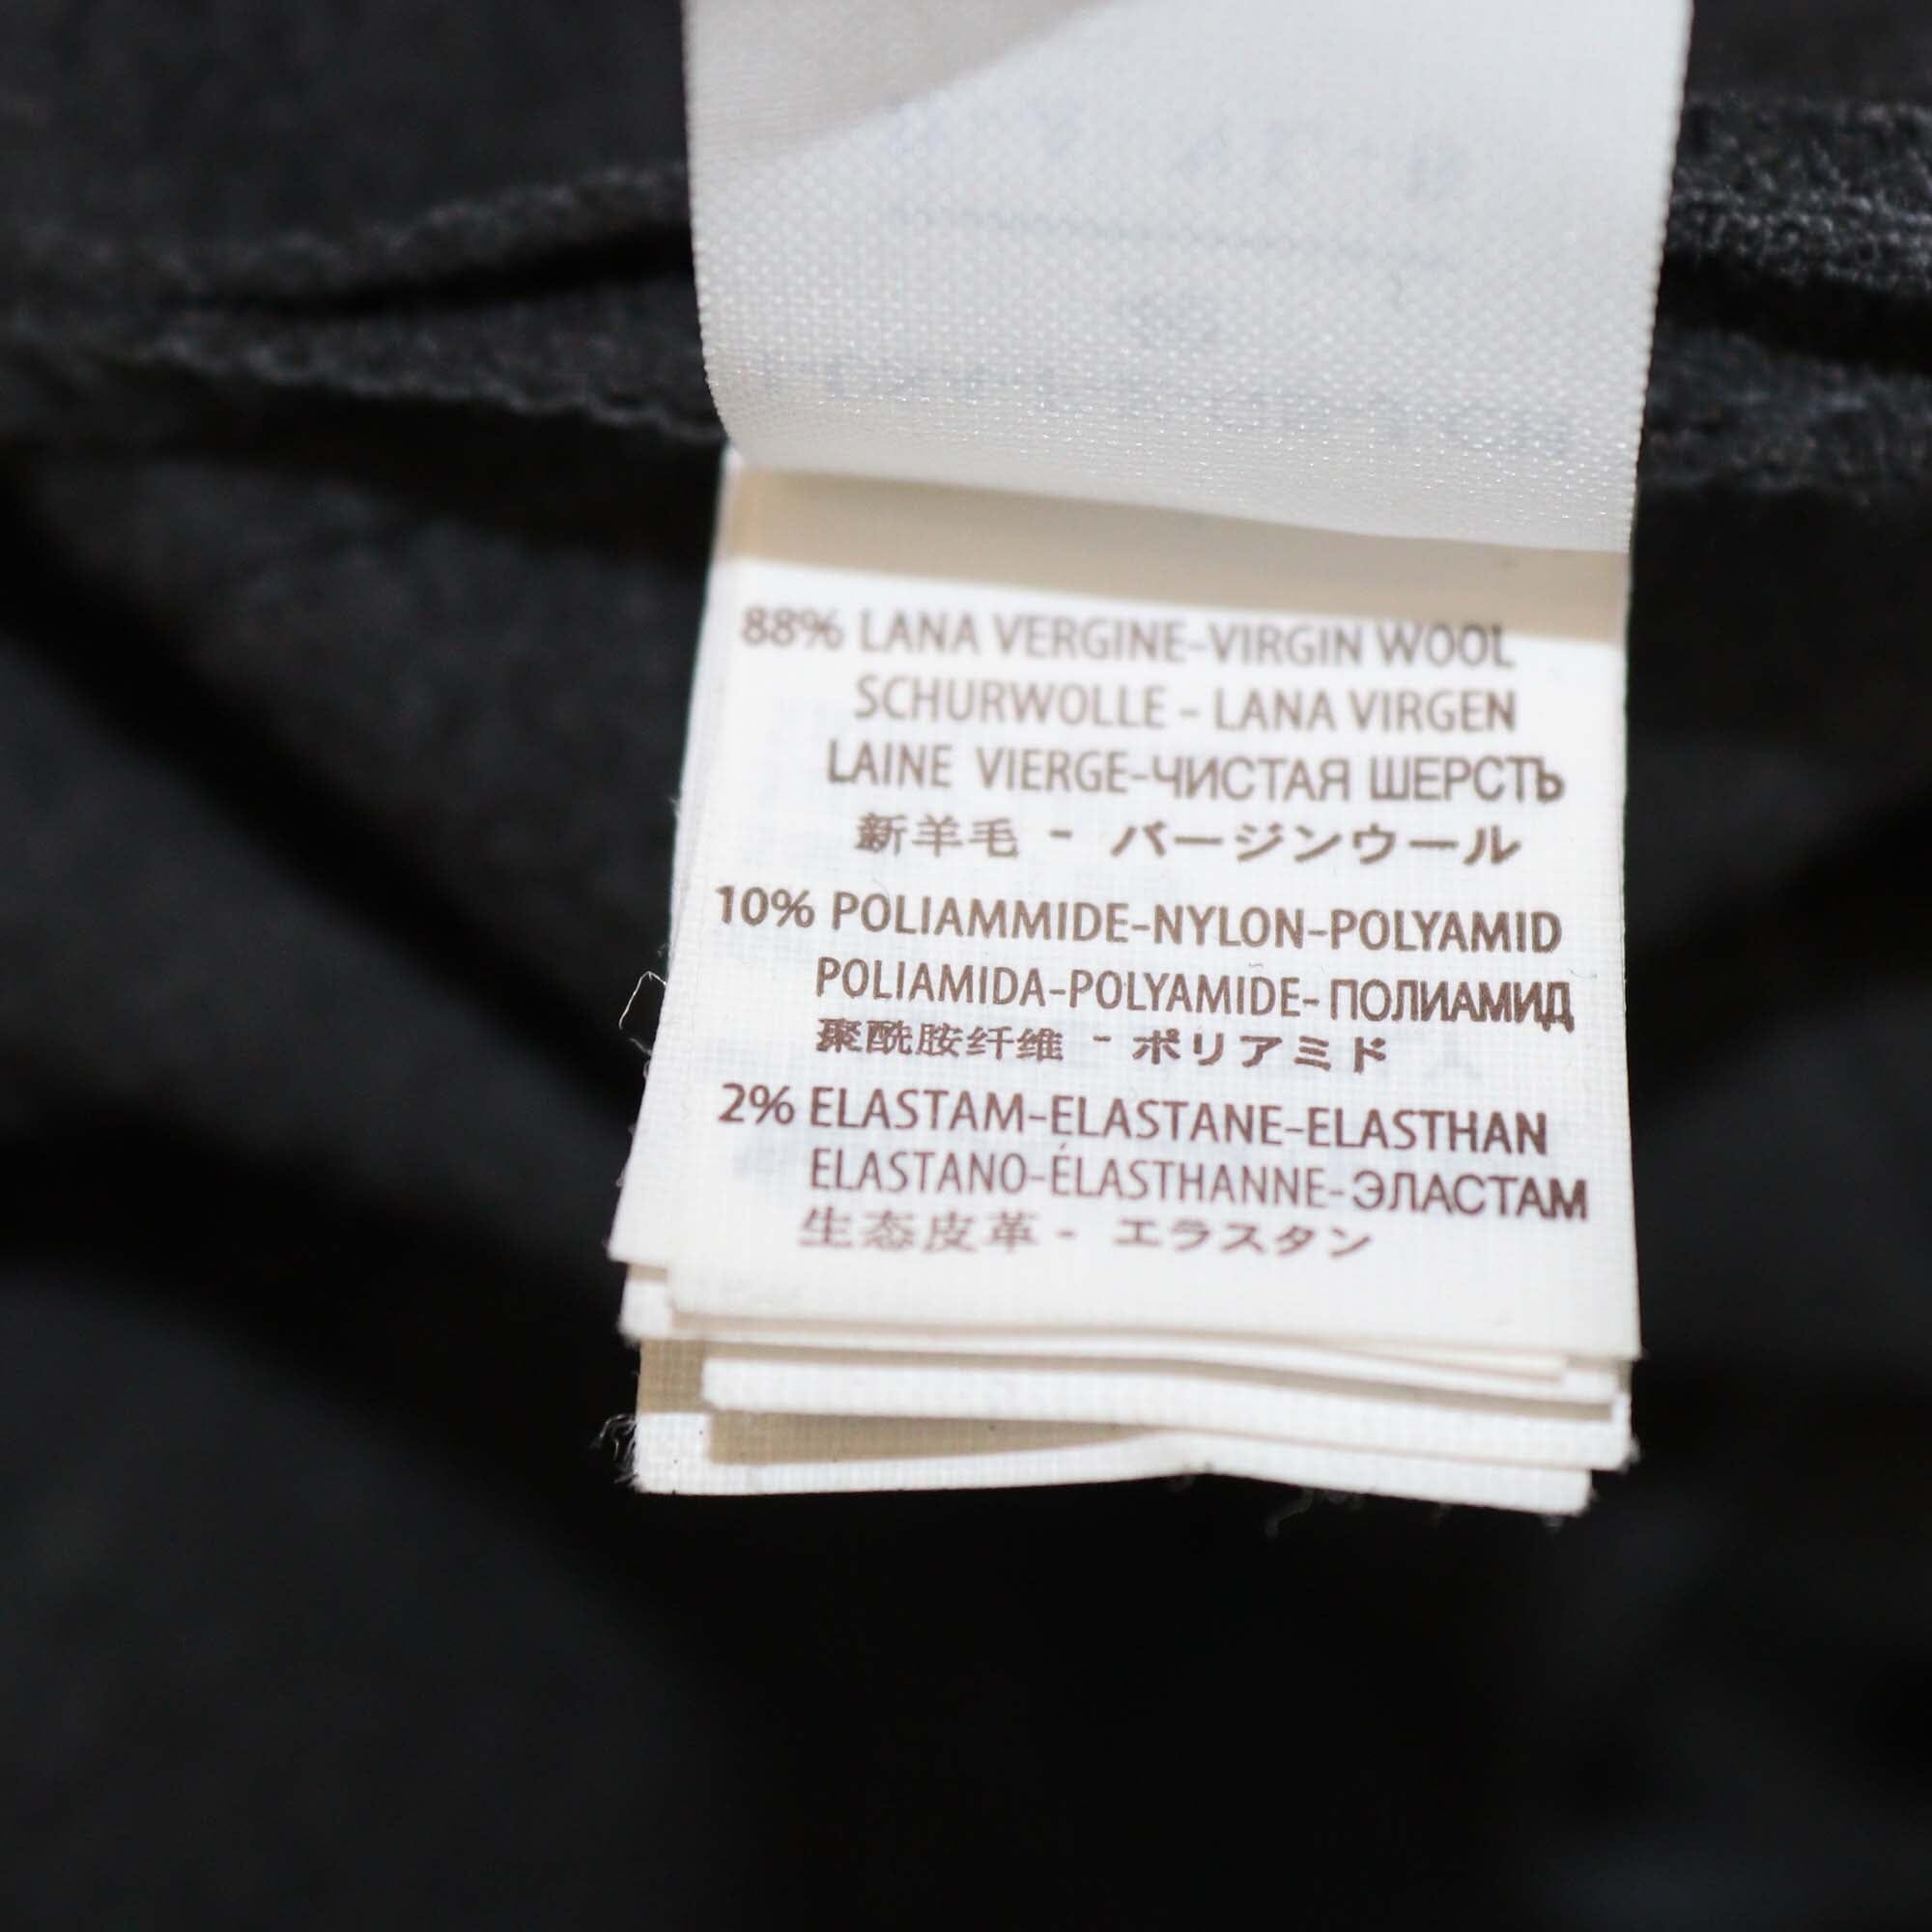 88% LANA VERGINE-VIRGIN WOOL
SCHURWOLLE - LANA VIRGEN
LAINE VIERGE-ЧИСТАЯ ШЕРСТЬ
新羊毛 - バージンウール
10% POLIAMMIDE-NYLON-POLYAMID
POLIAMIDA-POLYAMIDE-ПОЛИАМИД
聚酰胺纤维 - ポリアミド
2% ELASTAM-ELASTANE-ELASTHAN
ELASTANO-ÉLASTHANNE-ЭЛАСТАМ
生态皮革 - エラスタン